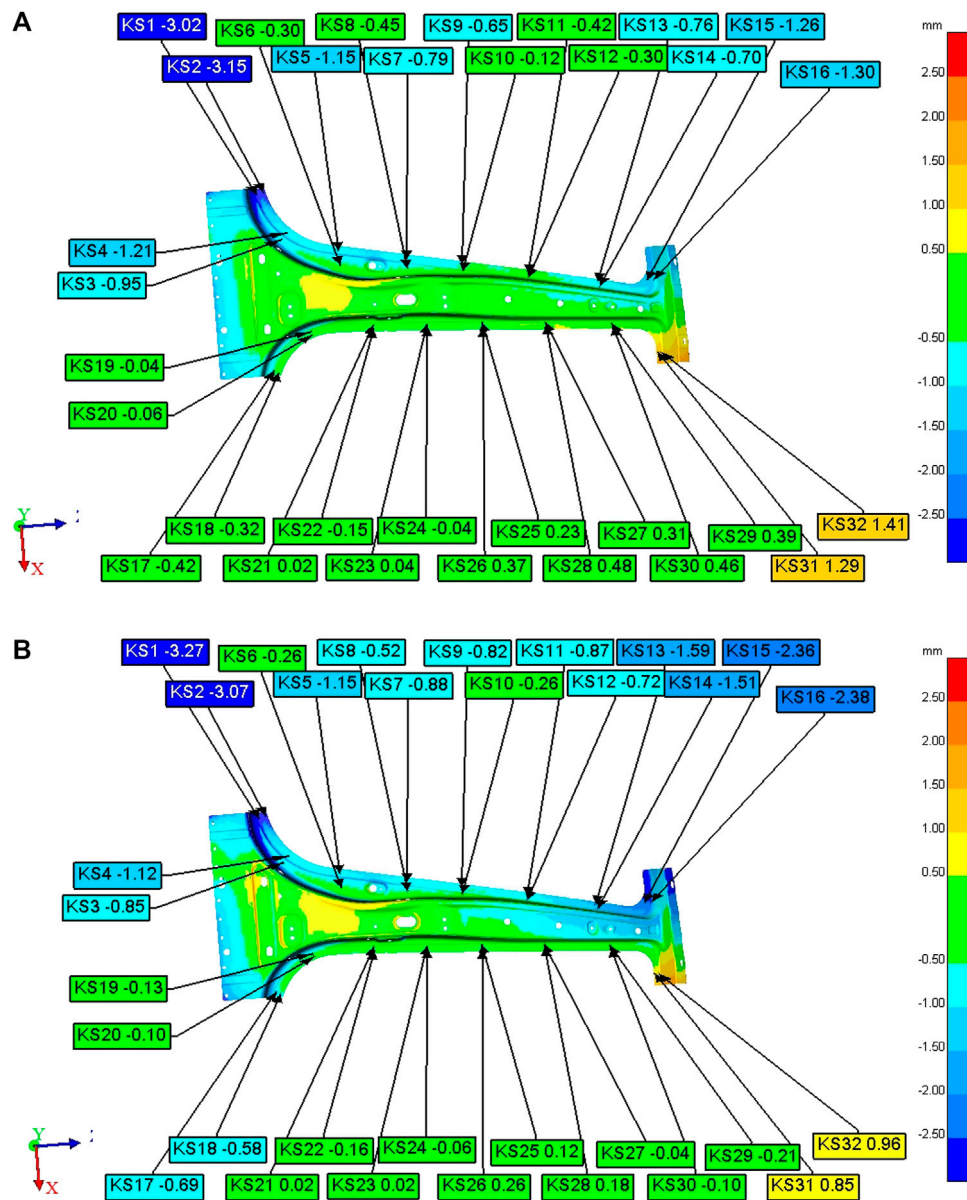 A
KS1 -3.02
KS6 -0.30
KS8 -0.45
KS9 -0.65
KS11 -0.42
KS13 -0.76
KS15 -1.26
mm
KS2 -3.15
KS5 -1.15
KS7 -0.79
KS10 -0.12
KS12 -0.30
KS14 -0.70
KS16 -1.30
2.50
2.00
1.50
1.00
0.50
-0.50
-1.00
-1.50
-2.00
-2.50
KS4 -1.21
KS3 -0.95
KS19 -0.04
KS20 -0.06
Y
X
KS18 -0.32
KS22 -0.15
KS24 -0.04
KS25 0.23
KS27 0.31
KS29 0.39
KS32 1.41
KS17 -0.42
KS21 0.02
KS23 0.04
KS26 0.37
KS28 0.48
KS30 0.46
KS31 1.29
B
KS1 -3.27
KS6 -0.26
KS8 -0.52
KS9 -0.82
KS11 -0.87
KS13 -1.59
KS15 -2.36
mm
KS2 -3.07
KS5 -1.15
KS7 -0.88
KS10 -0.26
KS12 -0.72
KS14 -1.51
KS16 -2.38
2.50
2.00
1.50
1.00
0.50
-0.50
-1.00
-1.50
-2.00
-2.50
KS4 -1.12
KS3 -0.85
KS19 -0.13
KS20 -0.10
Y
X
KS18 -0.58
KS22 -0.16
KS24 -0.06
KS25 0.12
KS27 -0.04
KS29 -0.21
KS32 0.96
KS17 -0.69
KS21 0.02
KS23 0.02
KS26 0.26
KS28 0.18
KS30 -0.10
KS31 0.85